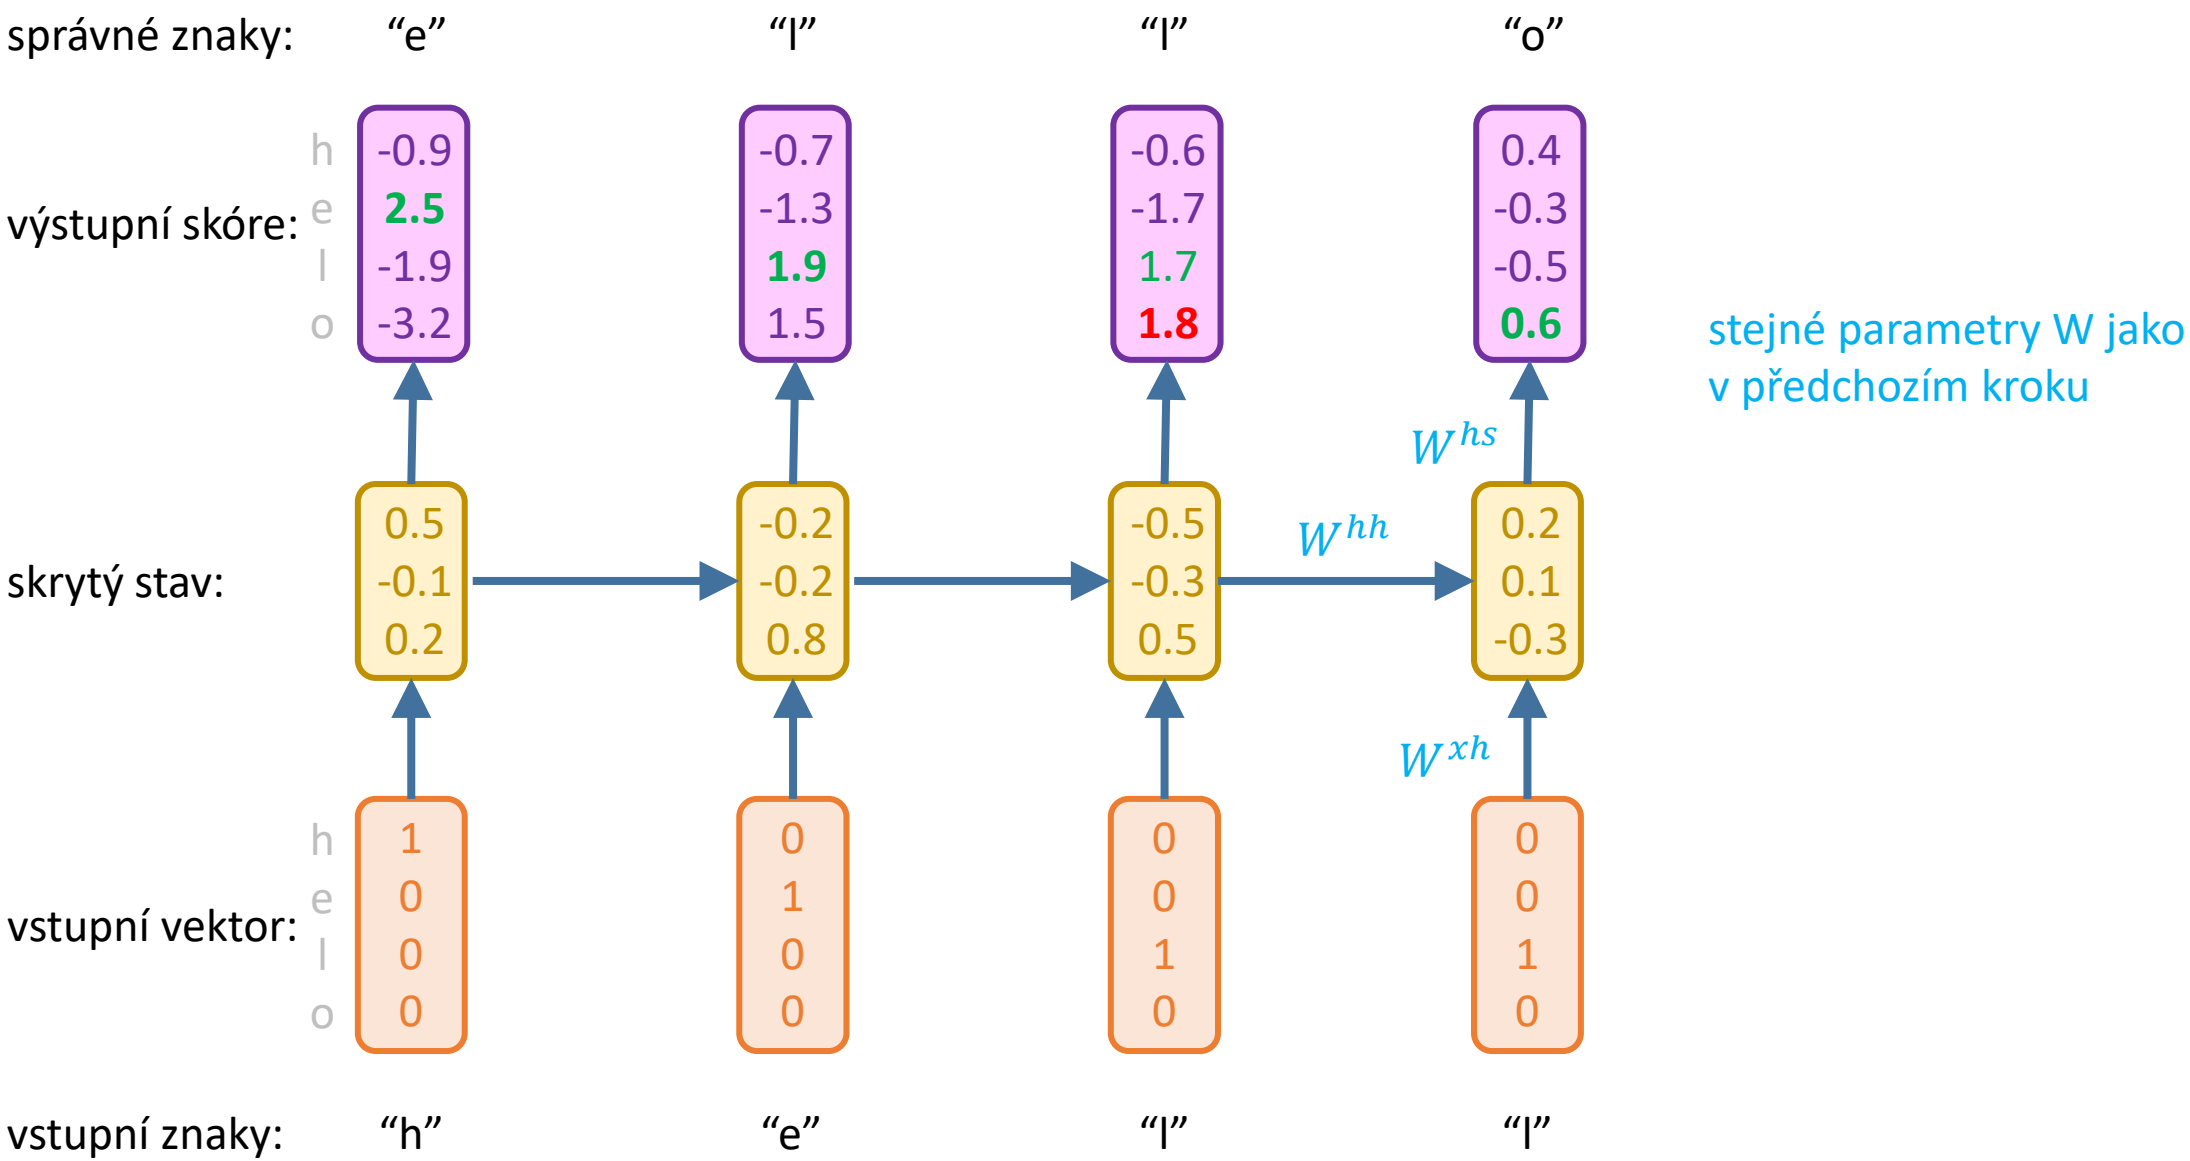 správné znaky: “e” “l” “l” “o”
h -0.9 -0.7 -0.6 0.4
výstupní skóre: e 2.5 -1.3 -1.7 -0.3
l -1.9 1.9 1.7 -0.5
o -3.2 1.5 1.8 0.6
stejné parametry W jako
v předchozím kroku
W^{hs}
0.5 -0.2 -0.5 W^{hh} 0.2
skrytý stav: -0.1 -0.2 -0.3 0.1
0.2 0.8 0.5 -0.3
W^{xh}
h 1 0 0 0
e 0 1 0 0
vstupní vektor:
l 0 0 1 1
o 0 0 0 0
vstupní znaky: “h” “e” “l” “l”